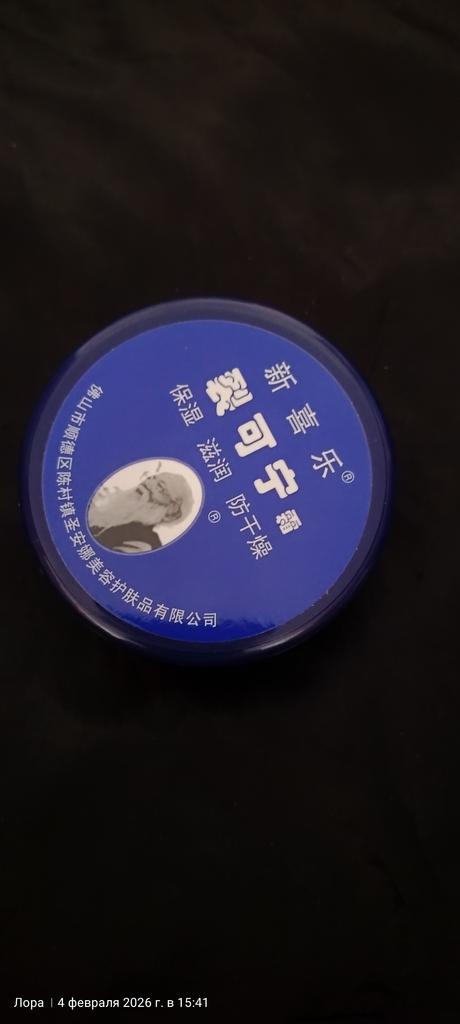 新喜乐®
裂可宁霜
保湿 滋润 防干燥
®
佛山市顺德区陈村镇圣安娜美容护肤品有限公司
Лора | 4 февраля 2026 г. в 15:41